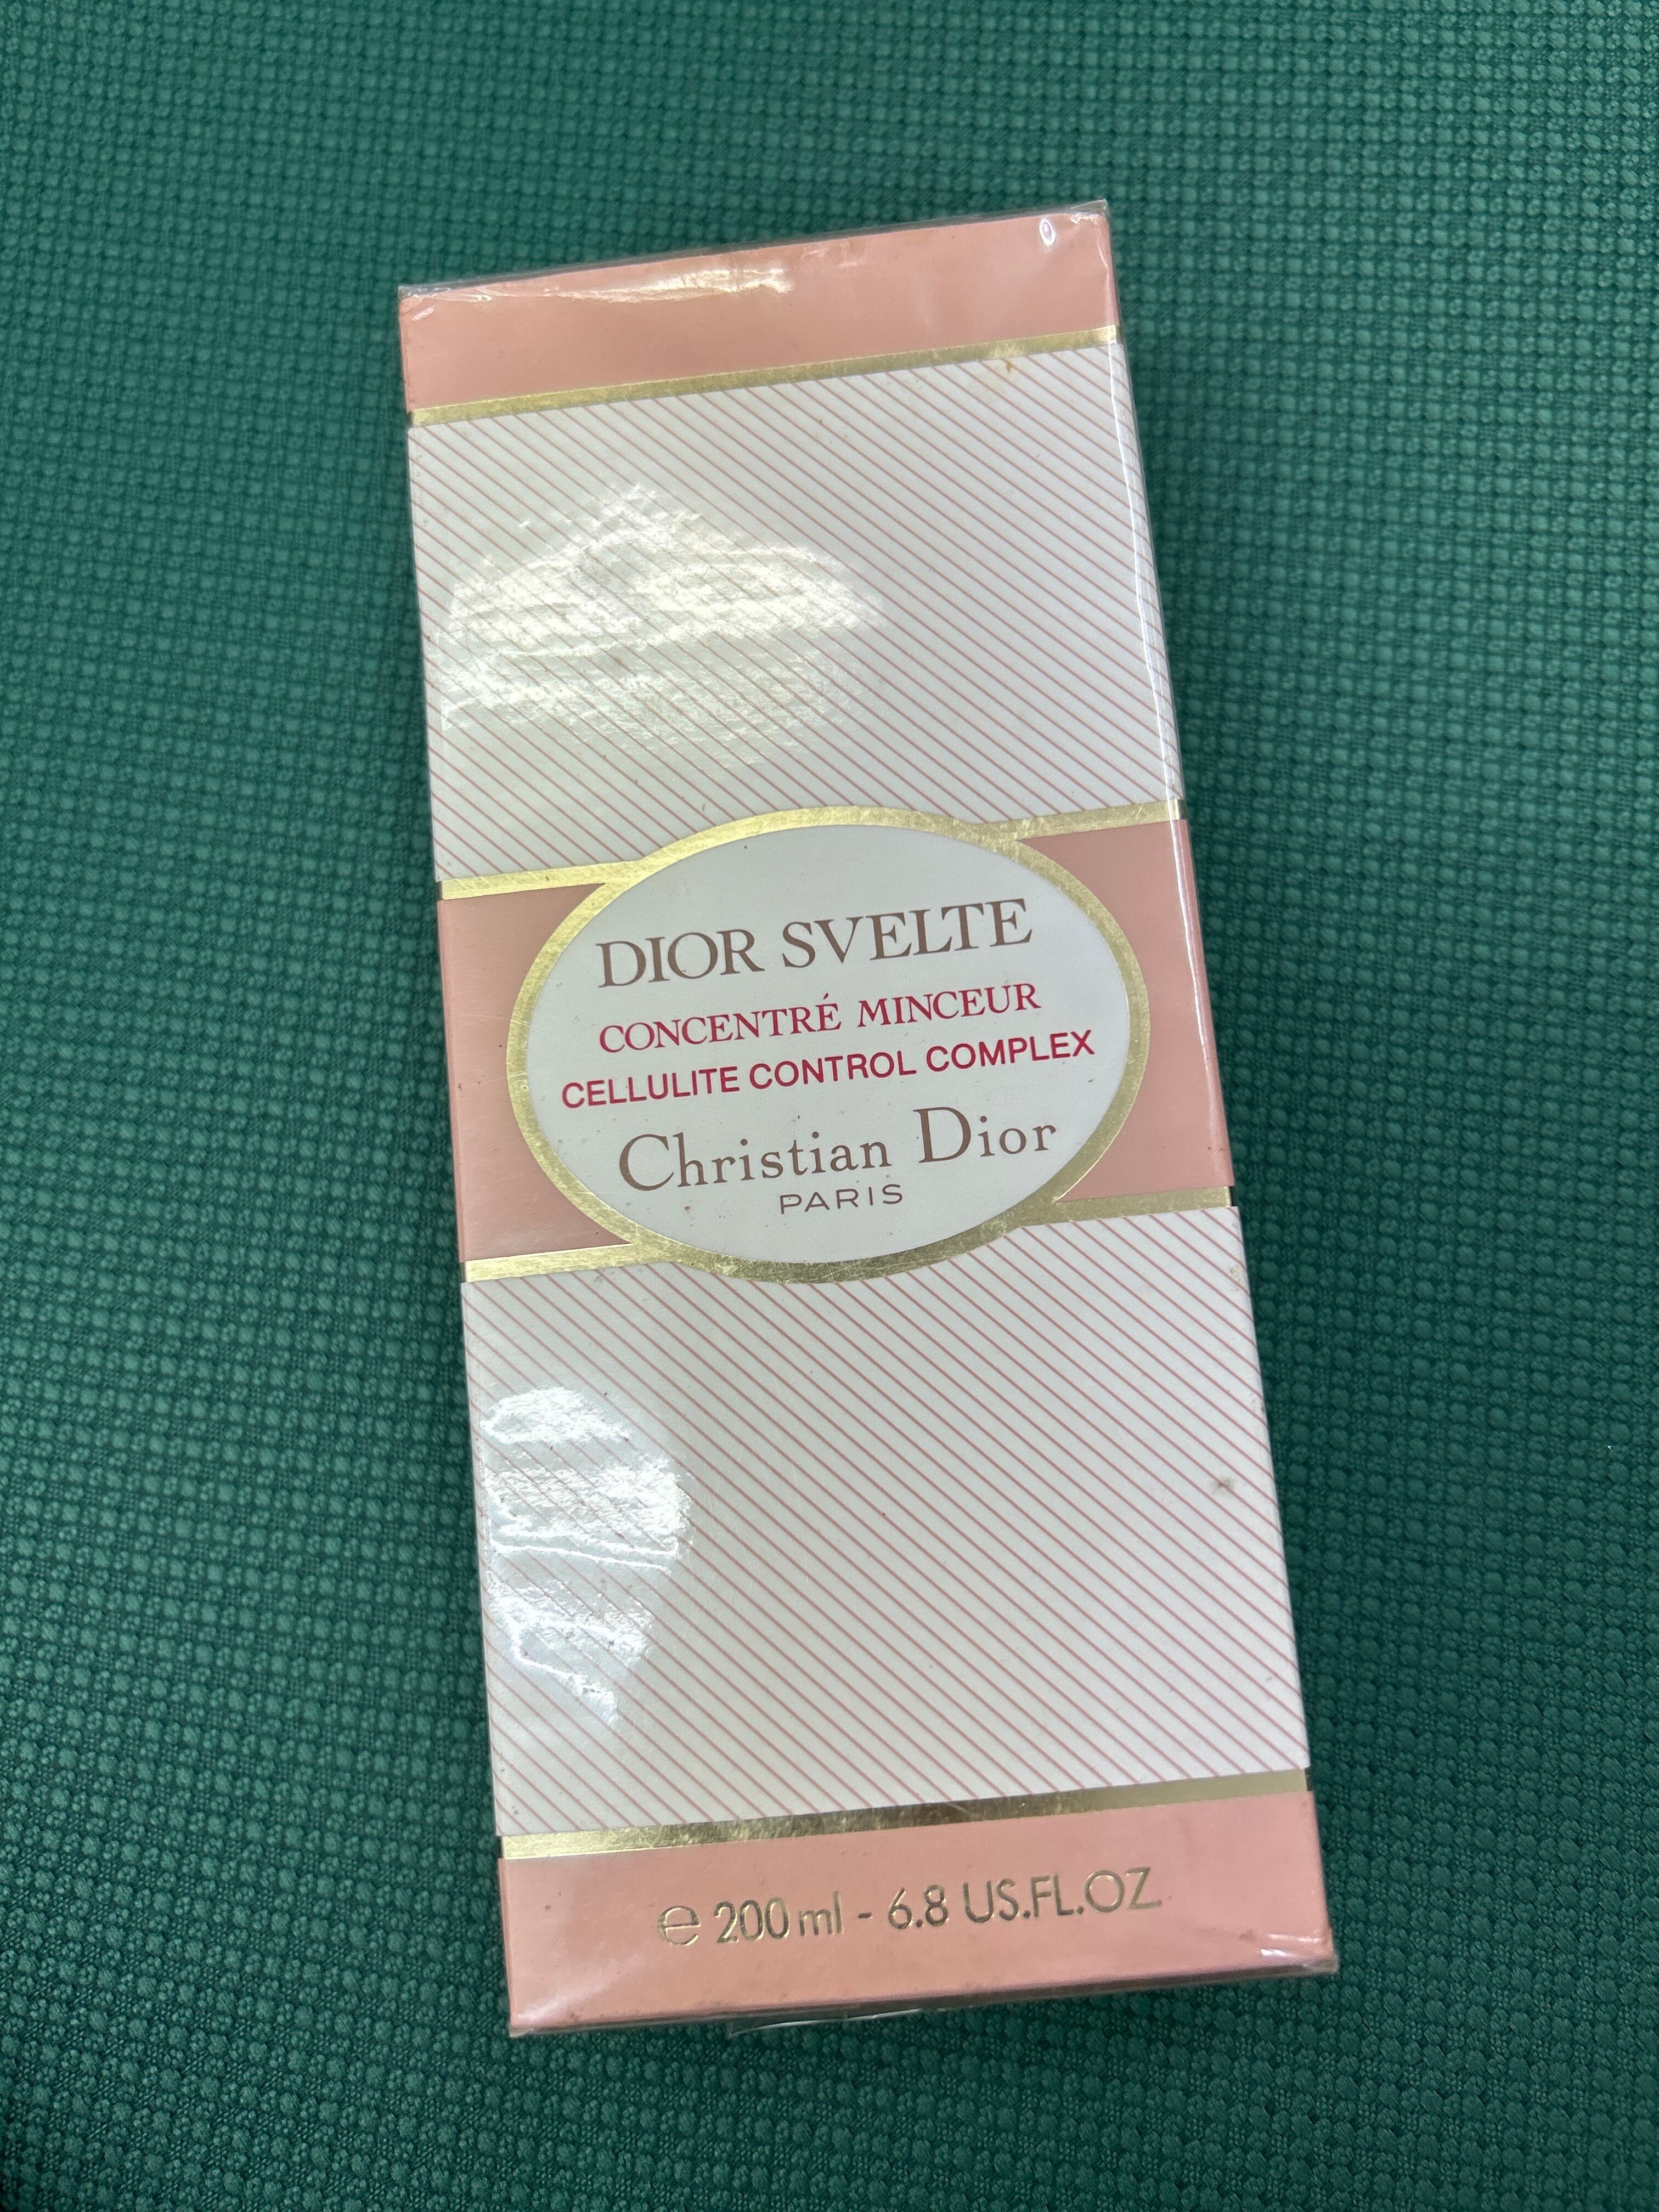 DIOR SVELTE
CONCENTRÉ MINCEUR
CELLULITE CONTROL COMPLEX
Christian Dior
PARIS
℮ 200 ml - 6.8 US.FL.OZ.